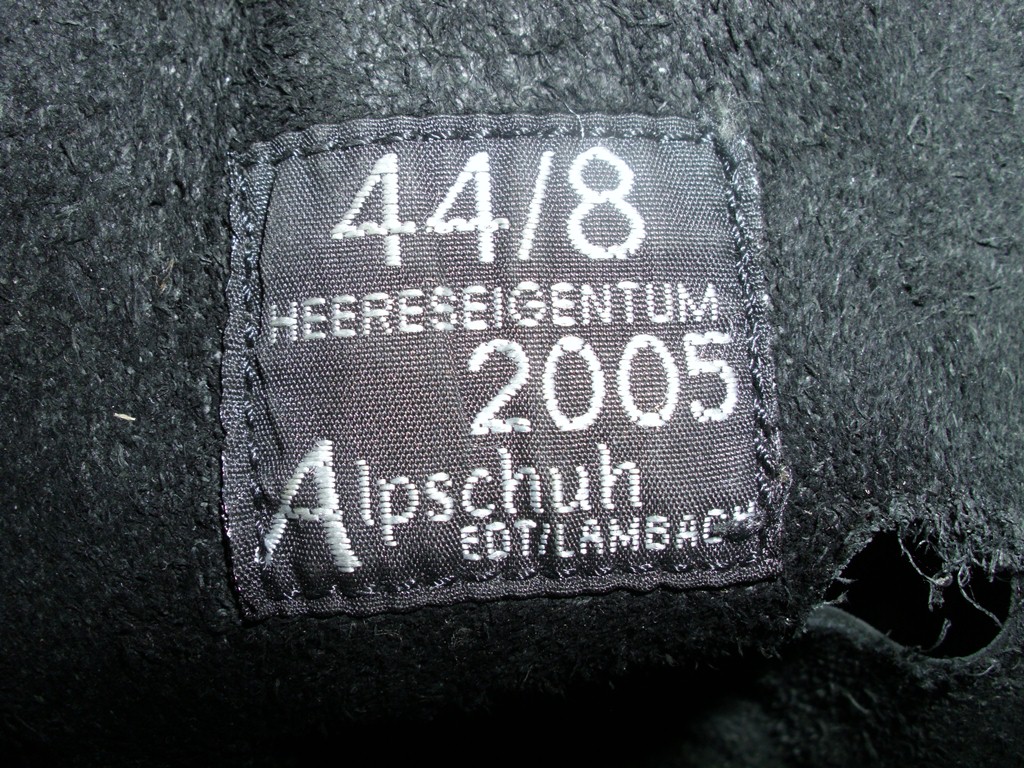 44/8
HEERESEIGENTUM
2005
Alpschuh
EDT/LAMBACH